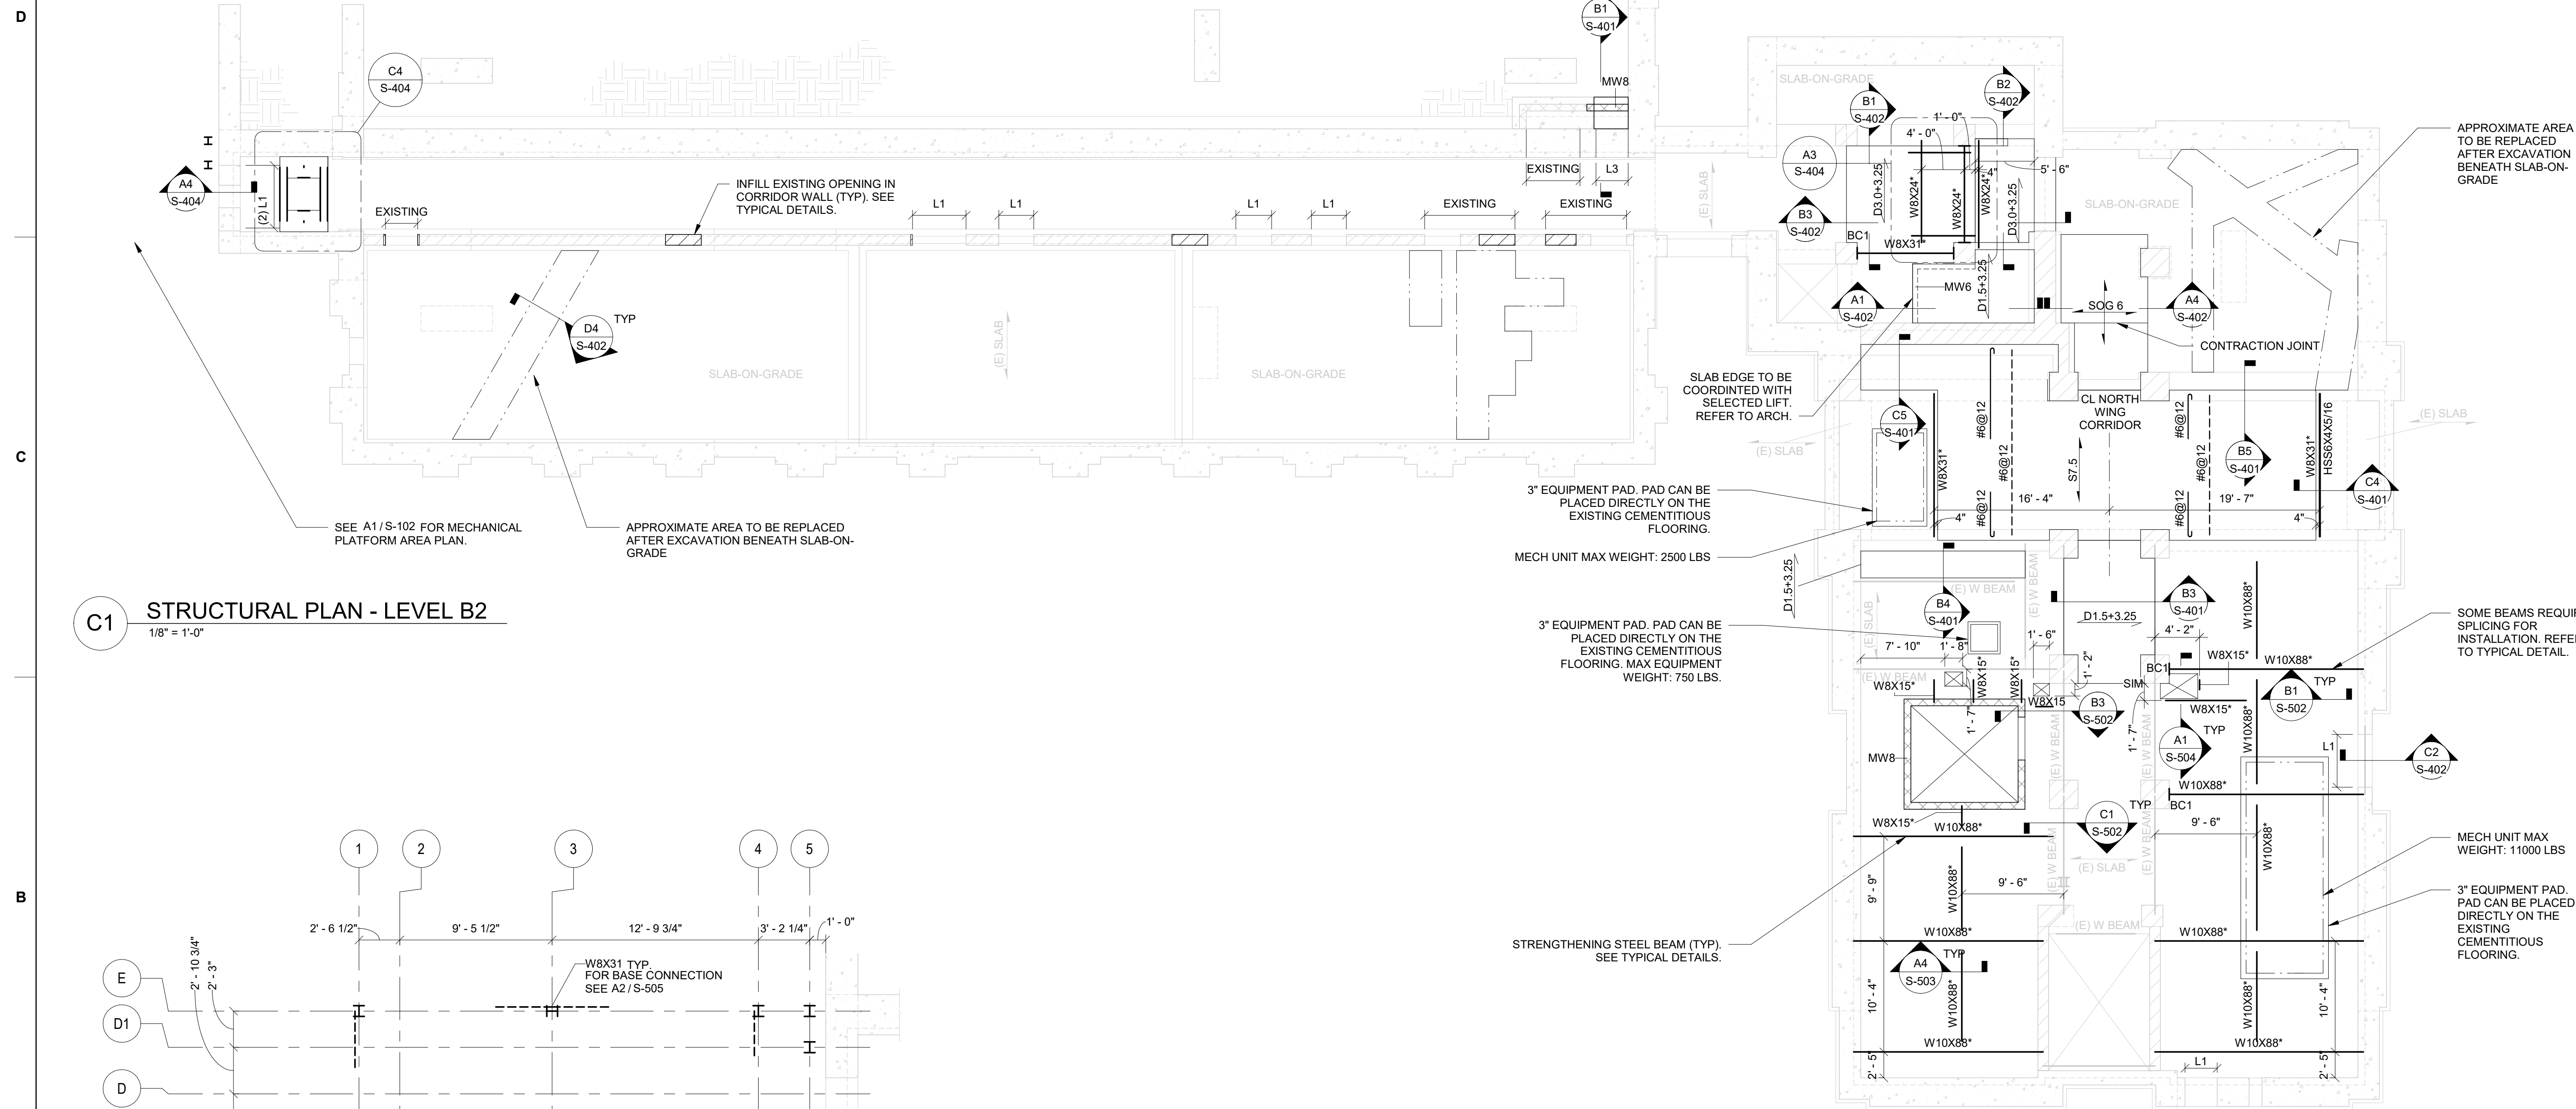 D
C
B
C4
S-404
A4
S-404
(2) L1
EXISTING
INFILL EXISTING OPENING IN
CORRIDOR WALL (TYP). SEE
TYPICAL DETAILS.
L1
L1
L1
L1
EXISTING
EXISTING
EXISTING
L3
MW8
B1
S-401
D4
S-402
TYP
SLAB-ON-GRADE
(E) SLAB
SLAB-ON-GRADE
(E) SLAB
SEE A1 / S-102 FOR MECHANICAL
PLATFORM AREA PLAN.
APPROXIMATE AREA TO BE REPLACED
AFTER EXCAVATION BENEATH SLAB-ON-
GRADE
C1
STRUCTURAL PLAN - LEVEL B2
1/8" = 1'-0"
SLAB-ON-GRADE
B1
S-402
B2
S-402
1' - 0"
4' - 0"
A3
S-404
4"
5' - 6"
D3.0+3.25
W8X24*
W8X24*
W8X24*
D3.0+3.25
B3
S-402
BC1
W8X31*
D1.5+3.25
MW6
A1
S-402
SOG 6
A4
S-402
SLAB-ON-GRADE
APPROXIMATE AREA
TO BE REPLACED
AFTER EXCAVATION
BENEATH SLAB-ON-
GRADE
CONTRACTION JOINT
SLAB EDGE TO BE
COORDINTED WITH
SELECTED LIFT.
REFER TO ARCH.
C5
S-401
(E) SLAB
(E) SLAB
W8X31*
#6@12
#6@12
#6@12
CL NORTH
WING
CORRIDOR
S7.5
#6@12
#6@12
#6@12
B5
S-401
W8X31*
HSS6X4X5/16
C4
S-401
16' - 4"
19' - 7"
4"
4"
3" EQUIPMENT PAD. PAD CAN BE
PLACED DIRECTLY ON THE
EXISTING CEMENTITIOUS
FLOORING.
MECH UNIT MAX WEIGHT: 2500 LBS
D1.5+3.25
(E) W BEAM
(E) W BEAM
(E) SLAB
B4
S-401
B3
S-401
D1.5+3.25
4' - 2"
W10X88*
SOME BEAMS
SPLICING FOR
INSTALLATION.
TO TYPICAL DETAIL.
3" EQUIPMENT PAD. PAD CAN BE
PLACED DIRECTLY ON THE
EXISTING CEMENTITIOUS
FLOORING. MAX EQUIPMENT
WEIGHT: 750 LBS.
7' - 10"
1' - 8"
1' - 6"
1' - 2"
(E) W BEAM
W8X15*
W8X15*
W8X15*
W8X15
1' - 7"
B3
S-502
SIM
BC1
W8X15*
W10X88*
TYP
B1
S-502
W8X15*
1' - 7"
W10X88*
A1
S-504
TYP
L1
C2
S-402
(E) W BEAM
(E) W BEAM
MW8
W10X88*
BC1
TYP
C1
S-502
9' - 6"
W10X88*
MECH UNIT MAX
WEIGHT: 11000 LBS
W8X15*
W10X88*
(E) W BEAM
(E) W BEAM
(E) SLAB
9' - 9"
W10X88*
9' - 6"
3" EQUIPMENT PAD.
PAD CAN BE PLACED
DIRECTLY ON THE
EXISTING
CEMENTITIOUS
FLOORING.
(E) W BEAM
STRENGTHENING STEEL BEAM (TYP).
SEE TYPICAL DETAILS.
W10X88*
W10X88*
A4
S-503
TYP
10' - 4"
W10X88*
W10X88*
10' - 4"
W10X88*
W10X88*
2' - 5"
L1
2' - 5"
1
2
3
4
5
2' - 6 1/2"
9' - 5 1/2"
12' - 9 3/4"
3' - 2 1/4"
1' - 0"
2' - 10 3/4"
2' - 3"
W8X31 TYP.
FOR BASE CONNECTION
SEE A2 / S-505
E
D1
D